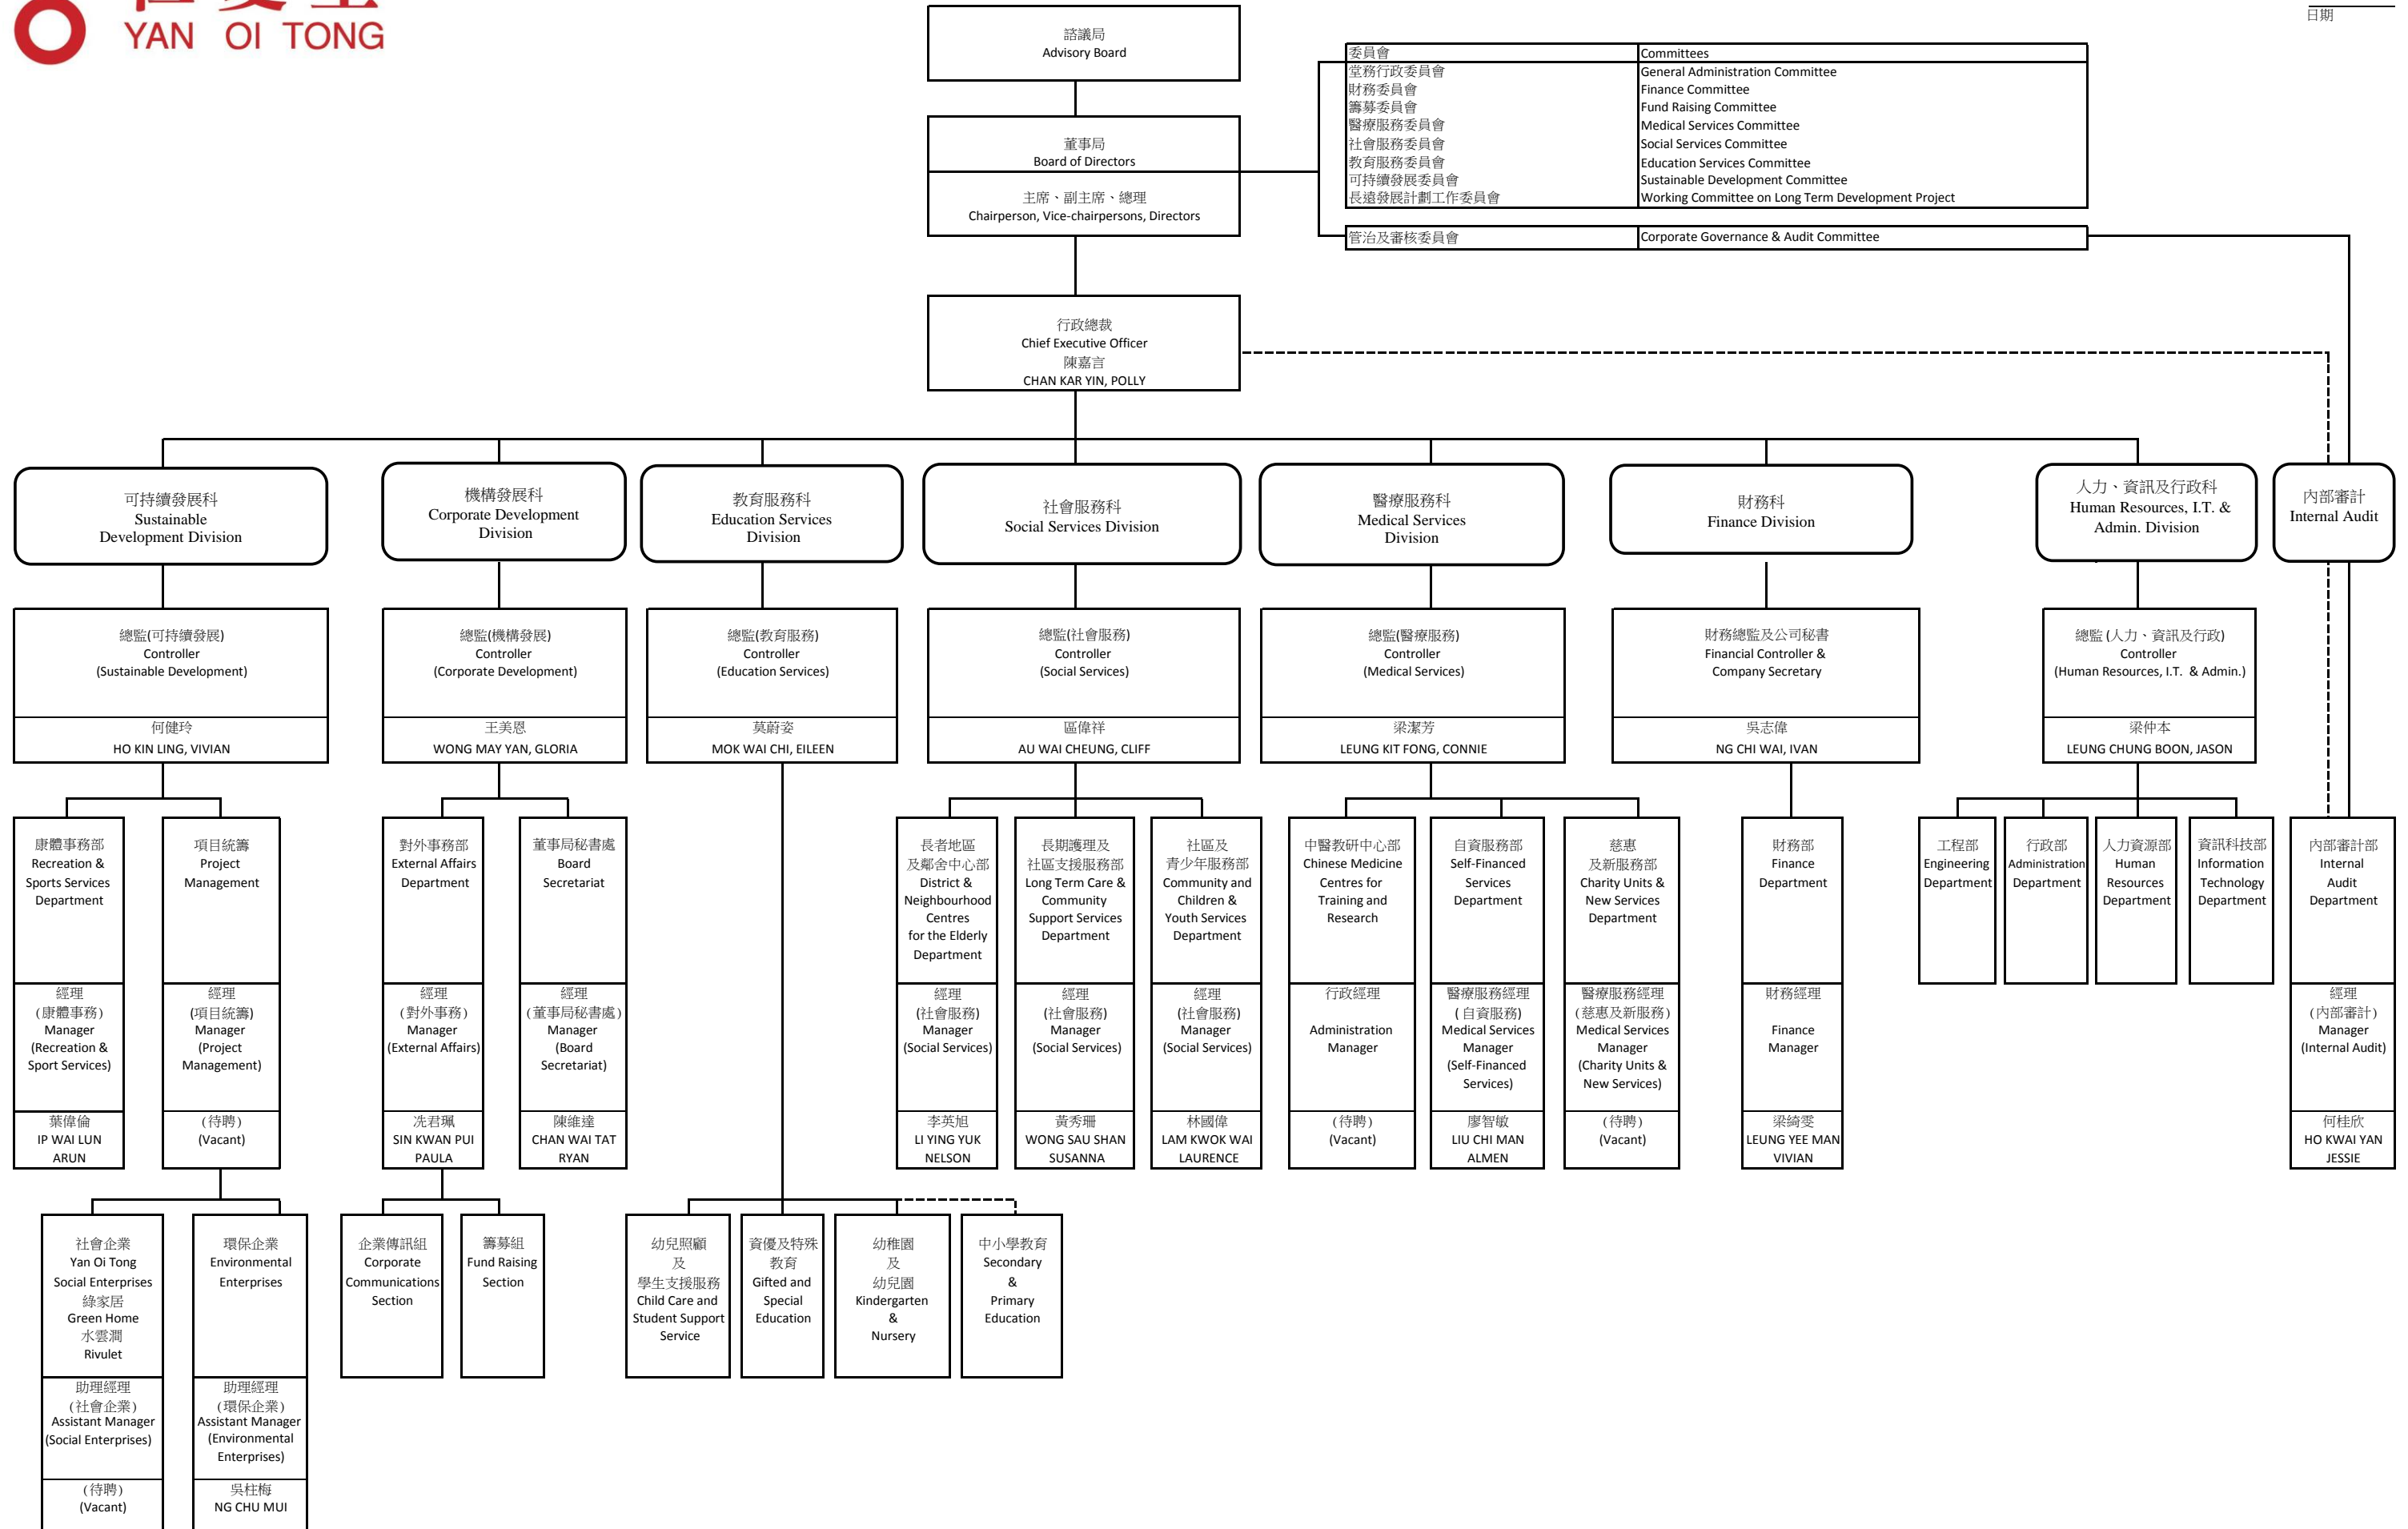 YAN OI TONG
日期
諮議局
Advisory Board
委員會 Committees
堂務行政委員會 General Administration Committee
財務委員會 Finance Committee
籌募委員會 Fund Raising Committee
醫療服務委員會 Medical Services Committee
社會服務委員會 Social Services Committee
教育服務委員會 Education Services Committee
可持續發展委員會 Sustainable Development Committee
長遠發展計劃工作委員會 Working Committee on Long Term Development Project
管治及審核委員會 Corporate Governance & Audit Committee
董事局
Board of Directors
主席、副主席、總理
Chairperson, Vice-chairpersons, Directors
行政總裁
Chief Executive Officer
陳嘉言
CHAN KAR YIN, POLLY
可持續發展科
Sustainable
Development Division
機構發展科
Corporate Development
Division
教育服務科
Education Services
Division
社會服務科
Social Services Division
醫療服務科
Medical Services
Division
財務科
Finance Division
人力、資訊及行政科
Human Resources, I.T. &
Admin. Division
內部審計
Internal Audit
總監(可持續發展)
Controller
(Sustainable Development)
何健玲
HO KIN LING, VIVIAN
總監(機構發展)
Controller
(Corporate Development)
王美恩
WONG MAY YAN, GLORIA
總監(教育服務)
Controller
(Education Services)
莫蔚姿
MOK WAI CHI, EILEEN
總監(社會服務)
Controller
(Social Services)
區偉祥
AU WAI CHEUNG, CLIFF
總監(醫療服務)
Controller
(Medical Services)
梁潔芳
LEUNG KIT FONG, CONNIE
財務總監及公司秘書
Financial Controller &
Company Secretary
吳志偉
NG CHI WAI, IVAN
總監 (人力、資訊及行政)
Controller
(Human Resources, I.T. & Admin.)
梁仲本
LEUNG CHUNG BOON, JASON
康體事務部
Recreation &
Sports Services
Department
經理
(康體事務)
Manager
(Recreation &
Sport Services)
葉偉倫
IP WAI LUN
ARUN
項目統籌
Project
Management
經理
(項目統籌)
Manager
(Project
Management)
(待聘)
(Vacant)
對外事務部
External Affairs
Department
經理
(對外事務)
Manager
(External Affairs)
冼君珮
SIN KWAN PUI
PAULA
董事局秘書處
Board
Secretariat
經理
(董事局秘書處)
Manager
(Board
Secretariat)
陳維達
CHAN WAI TAT
RYAN
長者地區
及鄰舍中心部
District &
Neighbourhood
Centres
for the Elderly
Department
經理
(社會服務)
Manager
(Social Services)
李英旭
LI YING YUK
NELSON
長期護理及
社區支援服務部
Long Term Care &
Community
Support Services
Department
經理
(社會服務)
Manager
(Social Services)
黃秀珊
WONG SAU SHAN
SUSANNA
社區及
青少年服務部
Community and
Children &
Youth Services
Department
經理
(社會服務)
Manager
(Social Services)
林國偉
LAM KWOK WAI
LAURENCE
中醫教研中心部
Chinese Medicine
Centres for
Training and
Research
行政經理
Administration
Manager
(待聘)
(Vacant)
自資服務部
Self-Financed
Services
Department
醫療服務經理
(自資服務)
Medical Services
Manager
(Self-Financed
Services)
廖智敏
LIU CHI MAN
ALMEN
慈惠
及新服務部
Charity Units &
New Services
Department
醫療服務經理
(慈惠及新服務)
Medical Services
Manager
(Charity Units &
New Services)
(待聘)
(Vacant)
財務部
Finance
Department
財務經理
Finance
Manager
梁綺雯
LEUNG YEE MAN
VIVIAN
工程部
Engineering
Department
行政部
Administration
Department
人力資源部
Human
Resources
Department
資訊科技部
Information
Technology
Department
內部審計部
Internal
Audit
Department
經理
(內部審計)
Manager
(Internal Audit)
何桂欣
HO KWAI YAN
JESSIE
社會企業
Yan Oi Tong
Social Enterprises
綠家居
Green Home
水雲澗
Rivulet
助理經理
(社會企業)
Assistant Manager
(Social Enterprises)
(待聘)
(Vacant)
環保企業
Environmental
Enterprises
助理經理
(環保企業)
Assistant Manager
(Environmental
Enterprises)
吳柱梅
NG CHU MUI
企業傳訊組
Corporate
Communications
Section
籌募組
Fund Raising
Section
幼兒照顧
及
學生支援服務
Child Care and
Student Support
Service
資優及特殊
教育
Gifted and
Special
Education
幼稚園
及
幼兒園
Kindergarten
&
Nursery
中小學教育
Secondary
&
Primary
Education